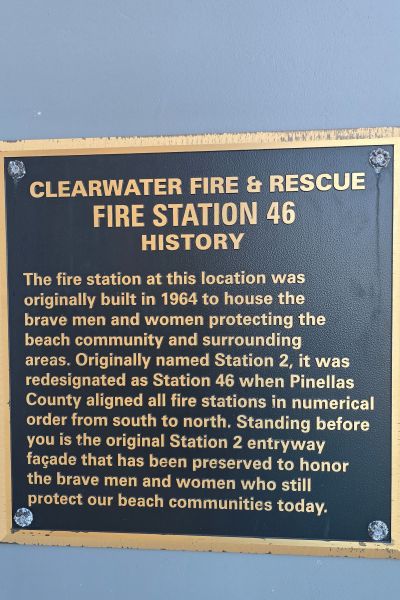 CLEARWATER FIRE & RESCUE
FIRE STATION 46
HISTORY
The fire station at this location was
originally built in 1964 to house the
brave men and women protecting the
beach community and surrounding
areas. Originally named Station 2, it was
redesignated as Station 46 when Pinellas
County aligned all fire stations in numerical
order from south to north. Standing before
you is the original Station 2 entryway
façade that has been preserved to honor
the brave men and women who still
protect our beach communities today.